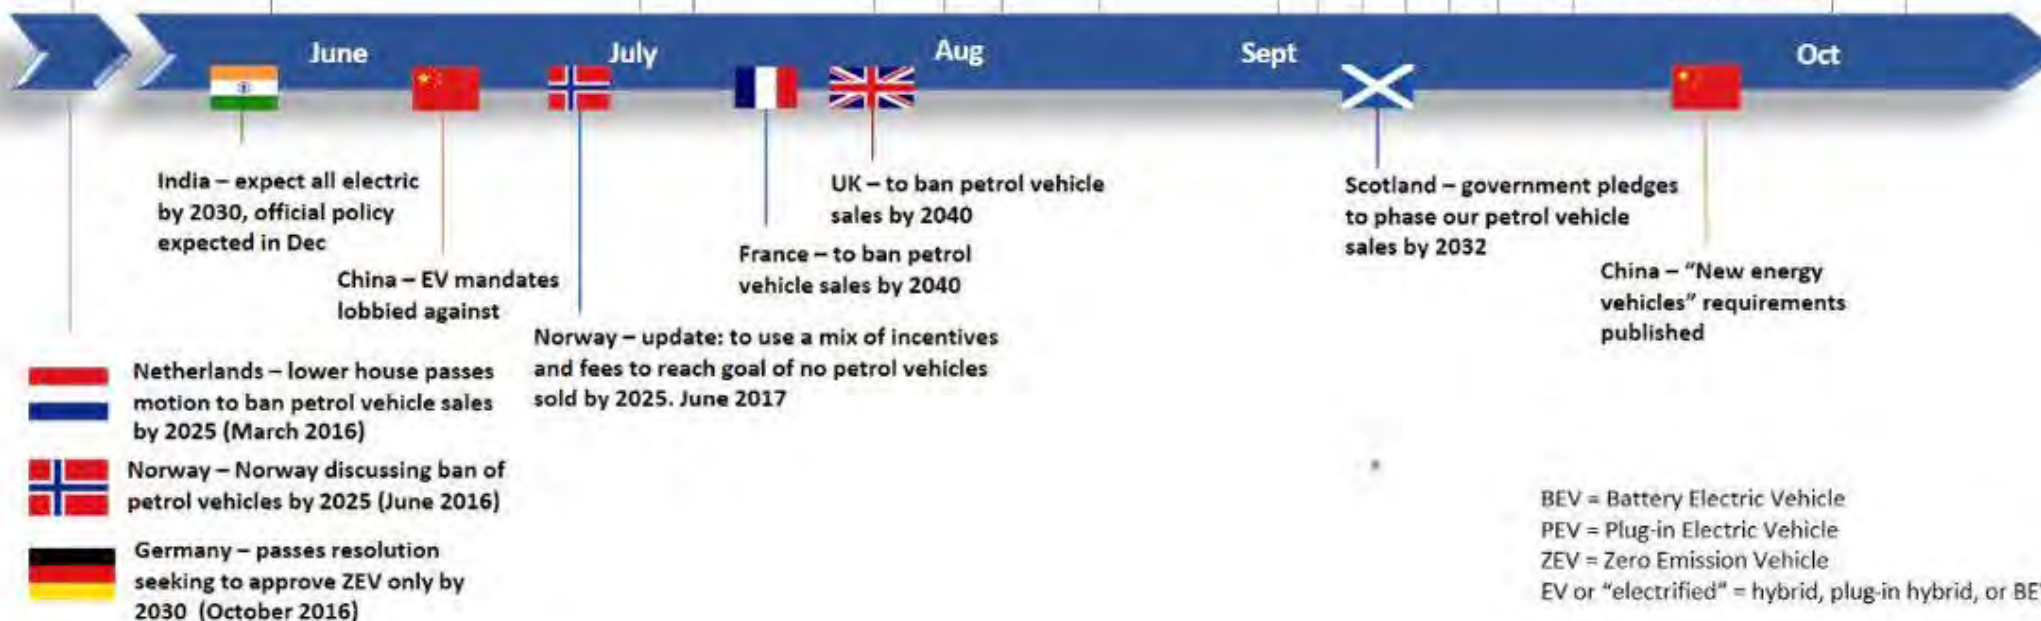 June
July
Aug
Sept
Oct
India – expect all electric
by 2030, official policy
expected in Dec
China – EV mandates
lobbied against
Norway – update: to use a mix of incentives
and fees to reach goal of no petrol vehicles
sold by 2025. June 2017
France – to ban petrol
vehicle sales by 2040
UK – to ban petrol vehicle
sales by 2040
Scotland – government pledges
to phase our petrol vehicle
sales by 2032
China – “New energy
vehicles” requirements
published
Netherlands – lower house passes
motion to ban petrol vehicle sales
by 2025 (March 2016)
Norway – Norway discussing ban of
petrol vehicles by 2025 (June 2016)
Germany – passes resolution
seeking to approve ZEV only by
2030 (October 2016)
BEV = Battery Electric Vehicle
PEV = Plug-in Electric Vehicle
ZEV = Zero Emission Vehicle
EV or “electrified” = hybrid, plug-in hybrid, or